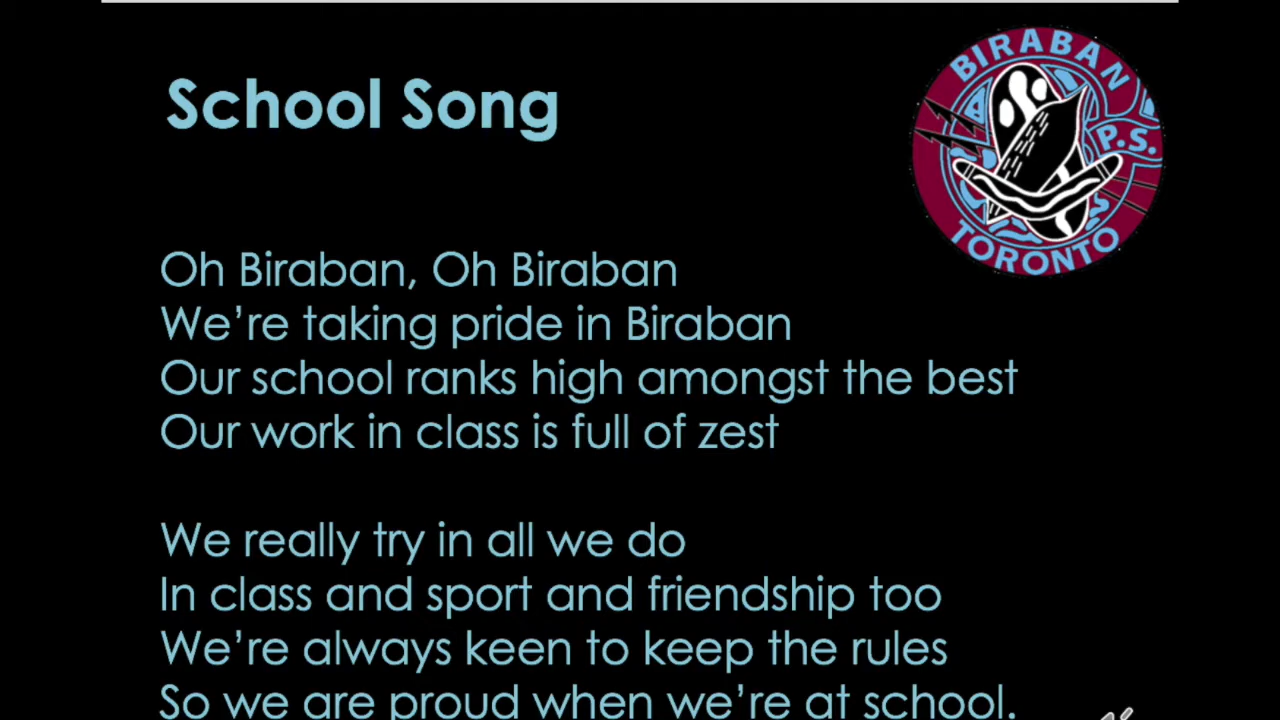 School Song
BIRABAN
P.S.
TORONTO
Oh Biraban, Oh Biraban
We’re taking pride in Biraban
Our school ranks high amongst the best
Our work in class is full of zest
We really try in all we do
In class and sport and friendship too
We’re always keen to keep the rules
So we are proud when we’re at school.